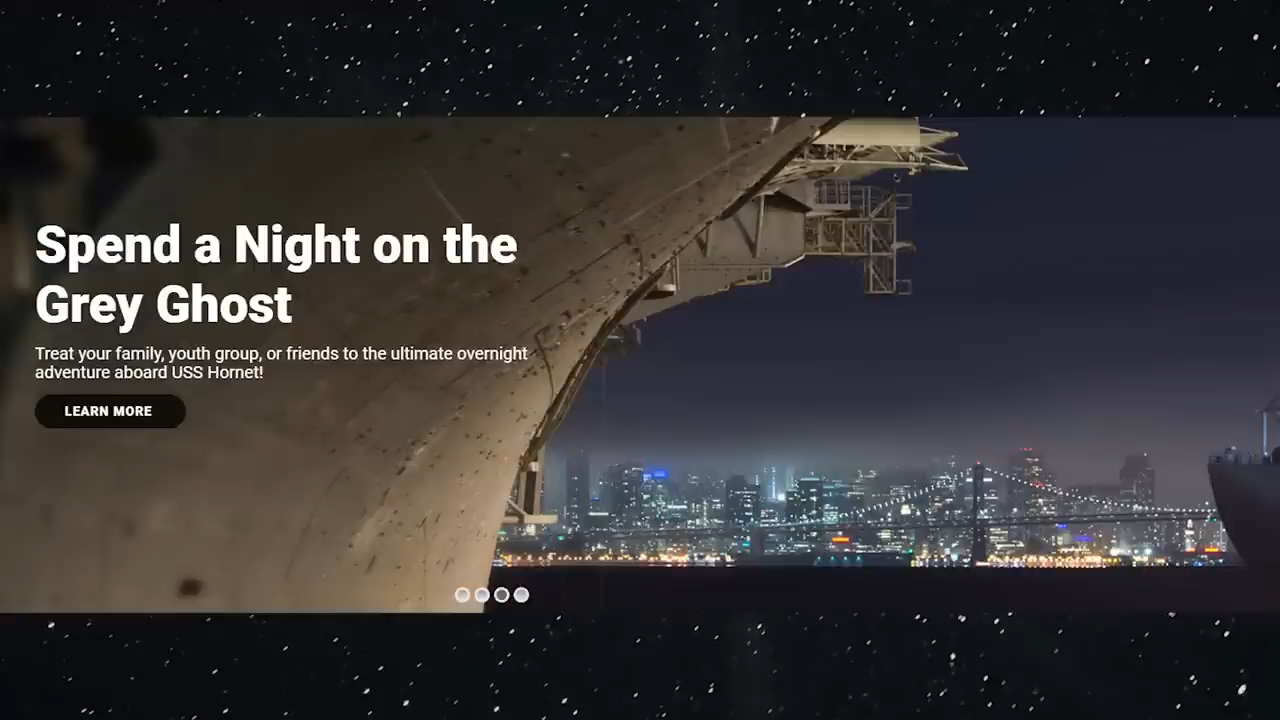 Spend a Night on the
Grey Ghost
Treat your family, youth group, or friends to the ultimate overnight
adventure aboard USS Hornet!
LEARN MORE